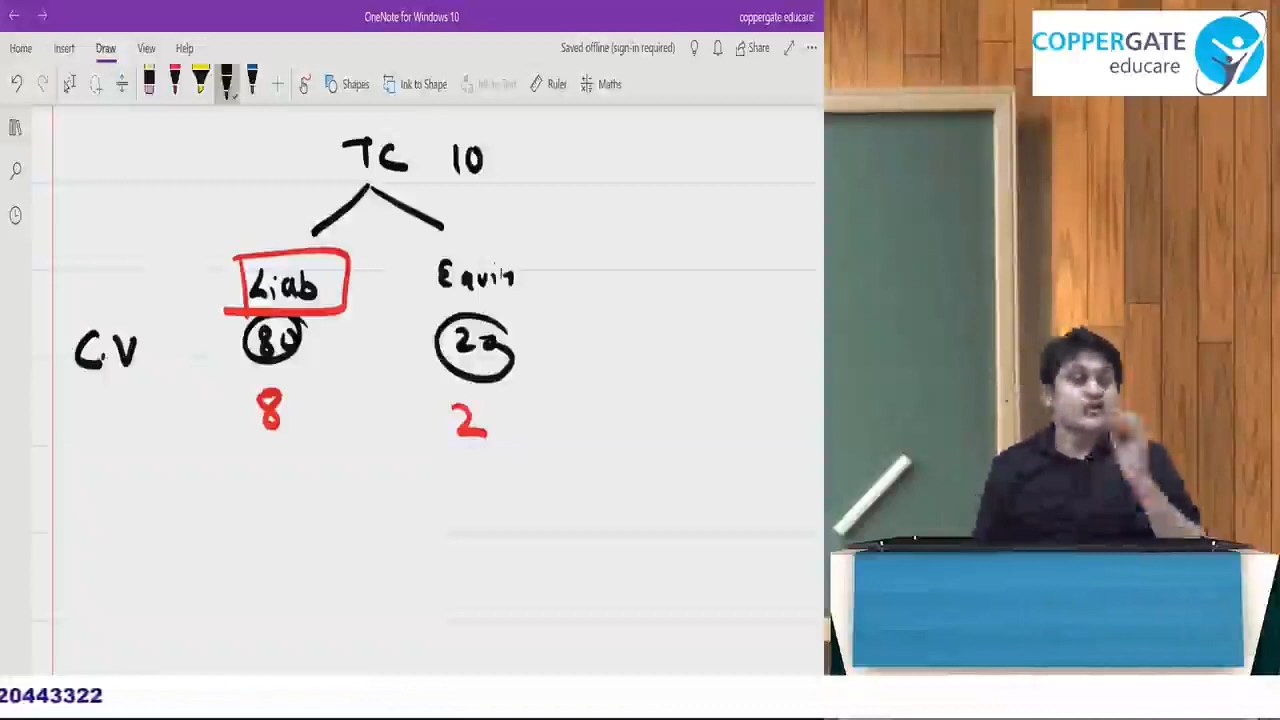 OneNote for Windows 10
coppergate educare
Home Insert Draw View Help
Saved offline (sign-in required)
Share
Shapes
Ink to Shape
Ink to Text
Ruler
Maths
COPPERGATE
educare
TC 10
Liab
CV 80 20
8 2
20443322